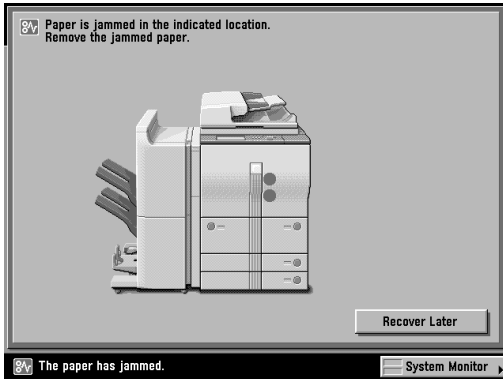 Paper is jammed in the indicated location.
Remove the jammed paper.
Recover Later
The paper has jammed.
System Monitor